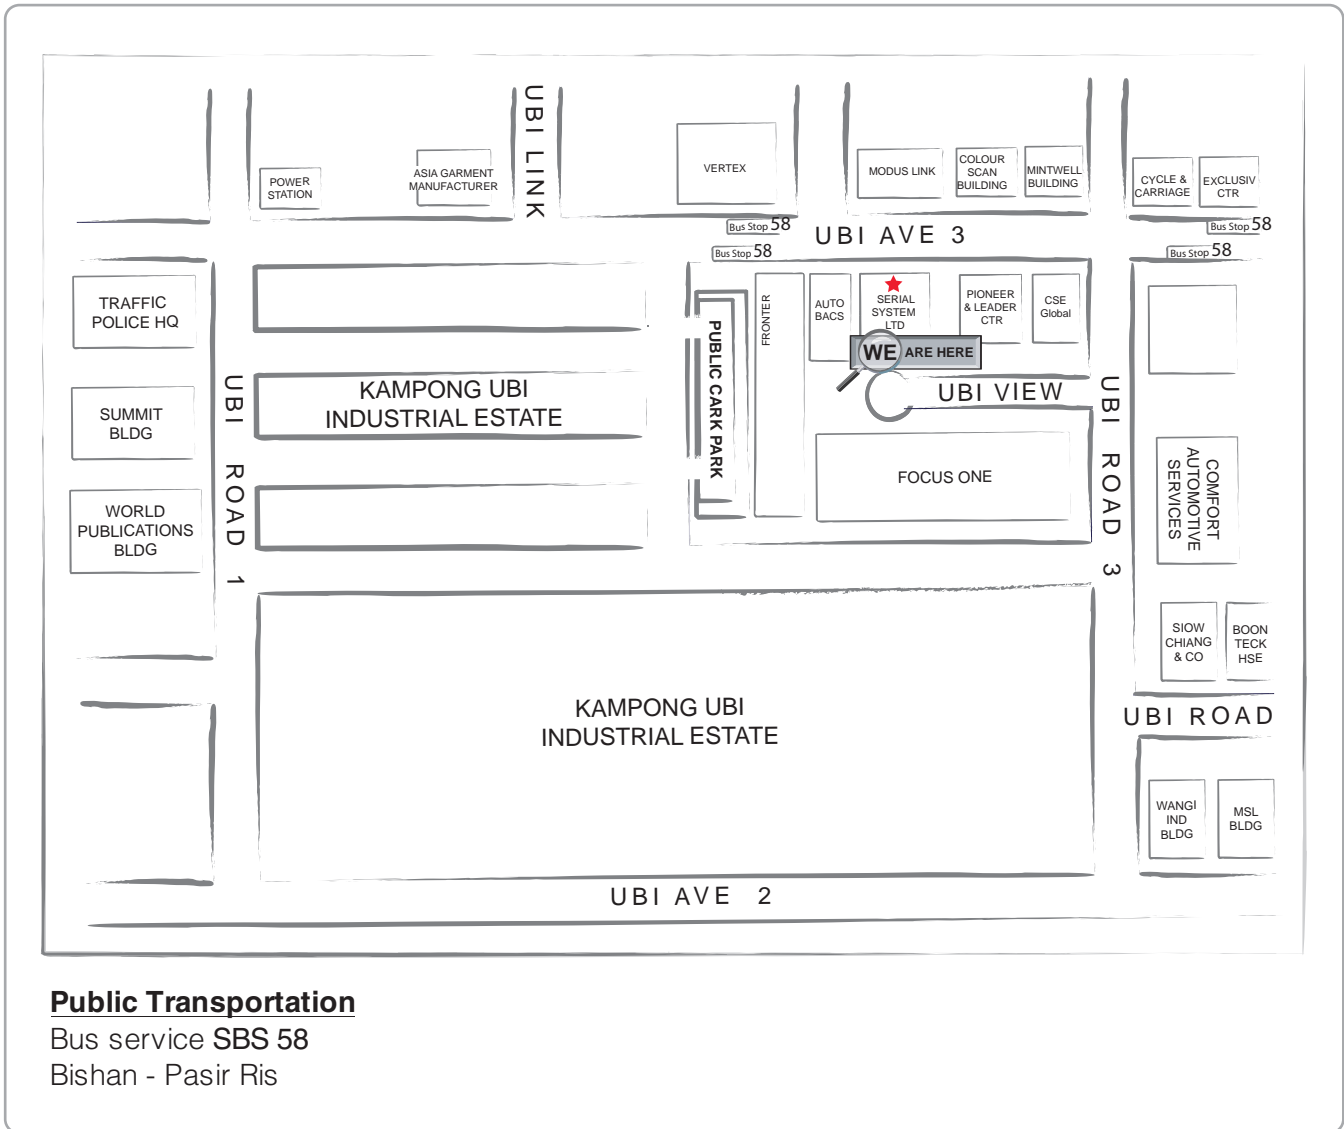 UBI LINK
POWER
STATION
ASIA GARMENT
MANUFACTURER
VERTEX
MODUS LINK
COLOUR
SCAN
BUILDING
MINTWELL
BUILDING
CYCLE &
CARRIAGE
EXCLUSIV
CTR
Bus Stop 58
UBI AVE 3
Bus Stop 58
Bus Stop 58
Bus Stop 58
TRAFFIC
POLICE HQ
SUMMIT
BLDG
WORLD
PUBLICATIONS
BLDG
UBI ROAD 1
KAMPONG UBI
INDUSTRIAL ESTATE
PUBLIC CARK PARK
FRONTER
AUTO
BACS
SERIAL
SYSTEM
LTD
PIONEER
& LEADER
CTR
CSE
Global
WE ARE HERE
UBI VIEW
FOCUS ONE
UBI ROAD 3
COMFORT
AUTOMOTIVE
SERVICES
SIOW
CHIANG
& CO
BOON
TECK
HSE
UBI ROAD
KAMPONG UBI
INDUSTRIAL ESTATE
WANGI
IND
BLDG
MSL
BLDG
UBI AVE 2
Public Transportation
Bus service SBS 58
Bishan - Pasir Ris